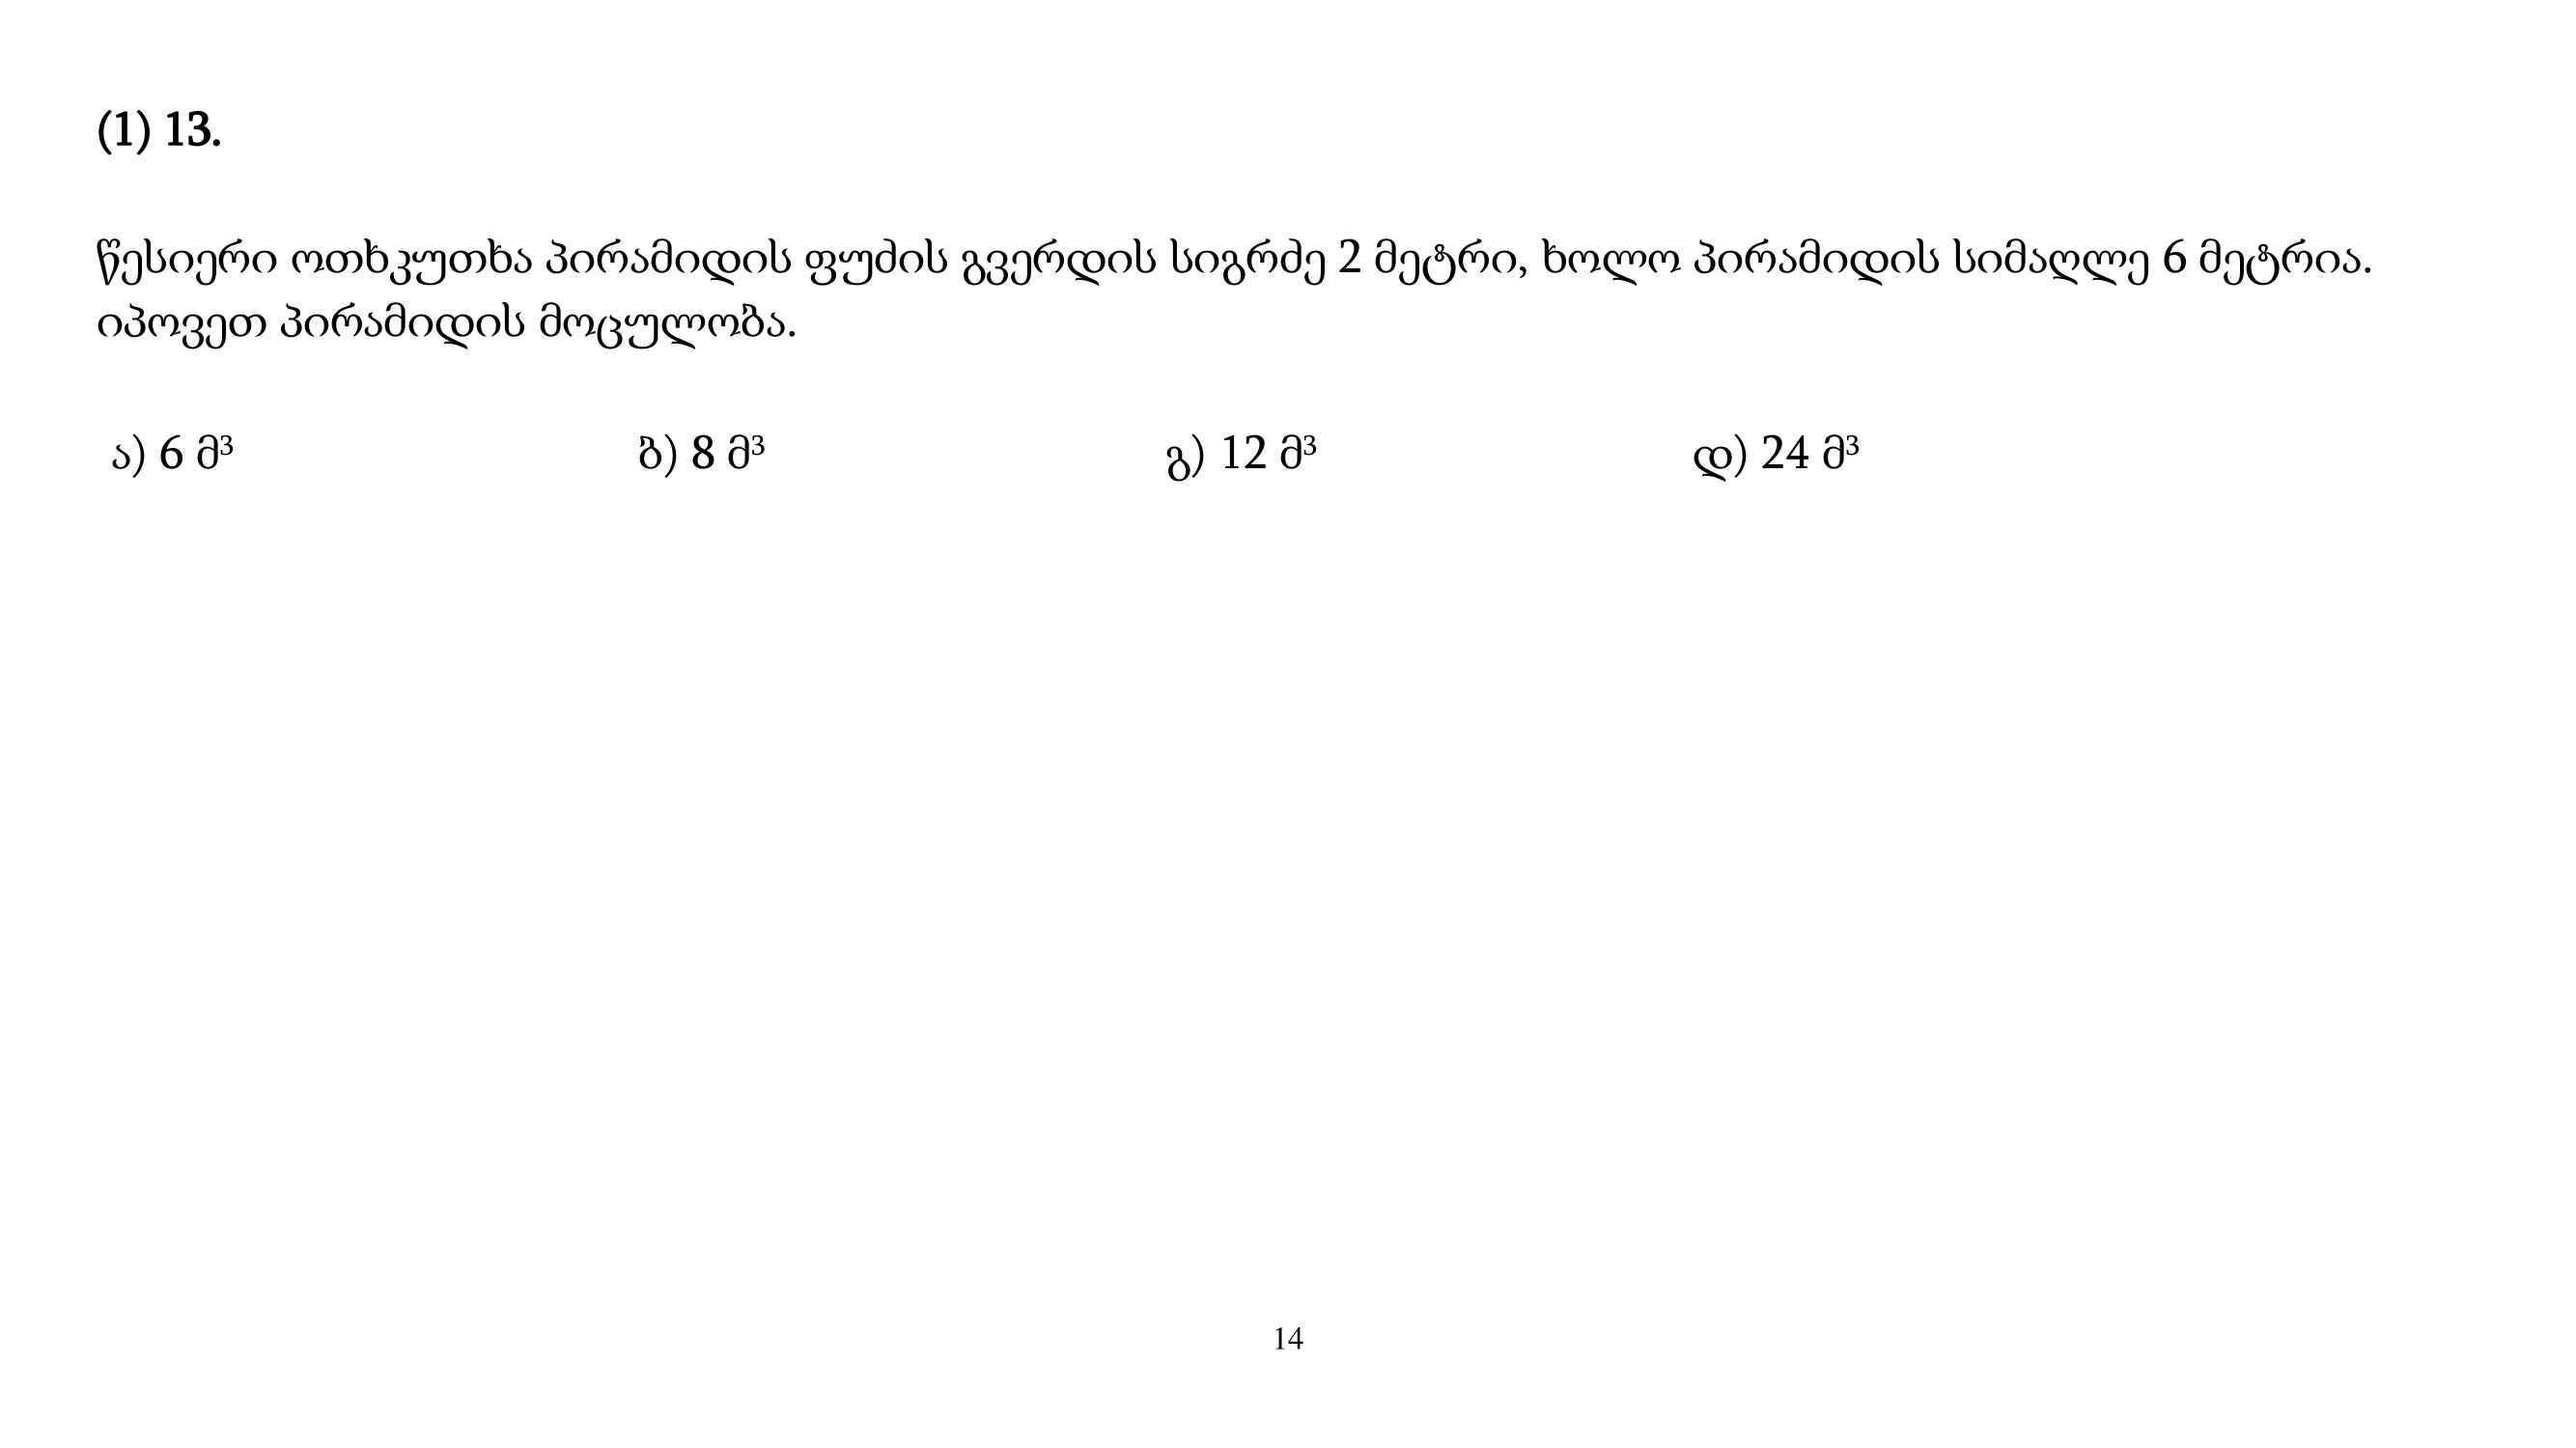 (1) 13.
წესიერი ოთხკუთხა პირამიდის ფუძის გვერდის სიგრძე 2 მეტრი, ხოლო პირამიდის სიმაღლე 6 მეტრია.
იპოვეთ პირამიდის მოცულობა.
ა) 6 მ³ ბ) 8 მ³ გ) 12 მ³ დ) 24 მ³
14